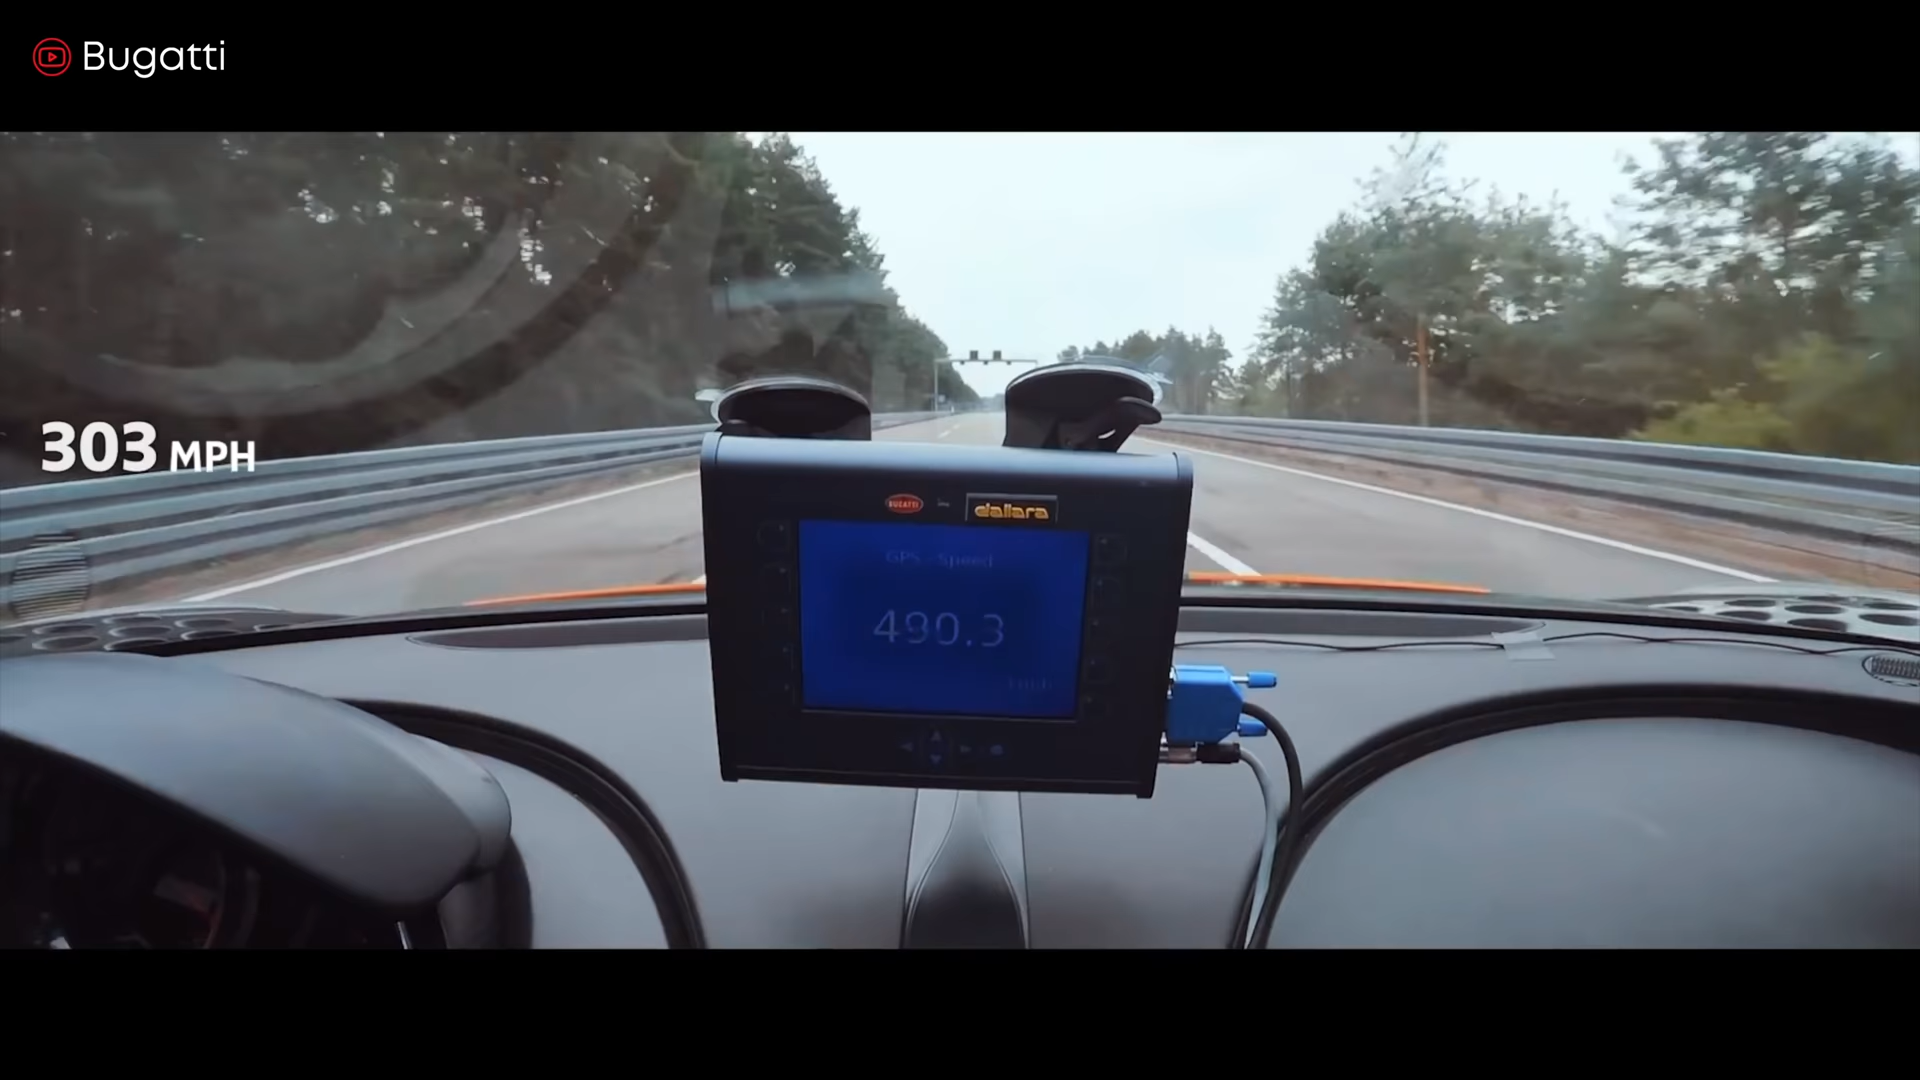 Bugatti
303 MPH
BUGATTI
dallara
GPS - Speed
490.3